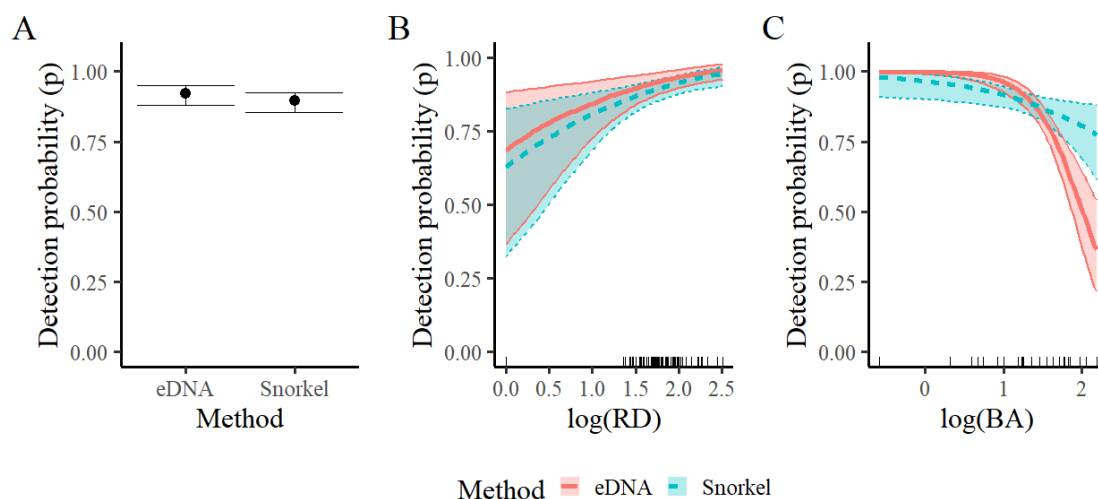 A
Detection probability (p)
1.00
0.75
0.50
0.25
0.00
eDNA Snorkel
Method
B
Detection probability (p)
1.00
0.75
0.50
0.25
0.00
0.0 0.5 1.0 1.5 2.0 2.5
log(RD)
C
Detection probability (p)
1.00
0.75
0.50
0.25
0.00
0 1 2
log(BA)
Method eDNA Snorkel